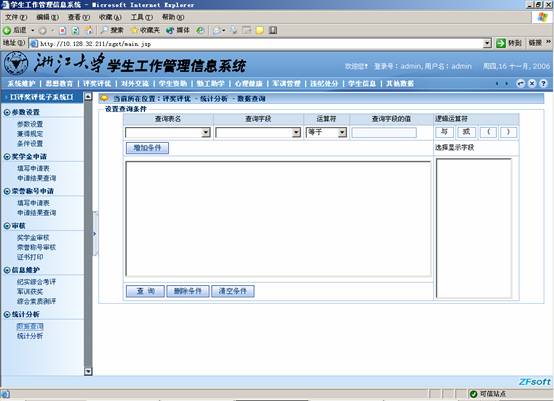 学生工作管理信息系统 - Microsoft Internet Explorer
文件(F) 编辑(E) 查看(V) 收藏(A) 工具(T) 帮助(H)
后退 搜索 收藏夹 媒体
地址(D) http://10.128.32.211/xgxt/main.jsp 转到 链接 »
浙江大学 学生工作管理信息系统
欢迎您! 登录号:admin,用户名:admin 周四,16 十一月, 2006
系统维护 | 思想教育 | 评奖评优 | 对外交流 | 学生资助 | 勤工助学 | 心理健康 | 军训管理 | 违纪处分 | 学生信息 | 其他数据
评奖评优子系统
当前所在位置:评奖评优 - 统计分析 - 数据查询
参数设置
参数设置
兼得规定
条件设置
奖学金申请
填写申请表
申请结果查询
荣誉称号申请
填写申请表
申请结果查询
审核
奖学金审核
荣誉称号审核
证书打印
信息维护
纪实综合考评
军训获奖
综合素质测评
统计分析
数据查询
统计分析
设置查询条件
查询表名 查询字段 运算符 查询字段的值 逻辑运算符
等于 与 或 ( )
增加条件 选择显示字段
查 询 删除条件 清空条件
ZFsoft
可信站点